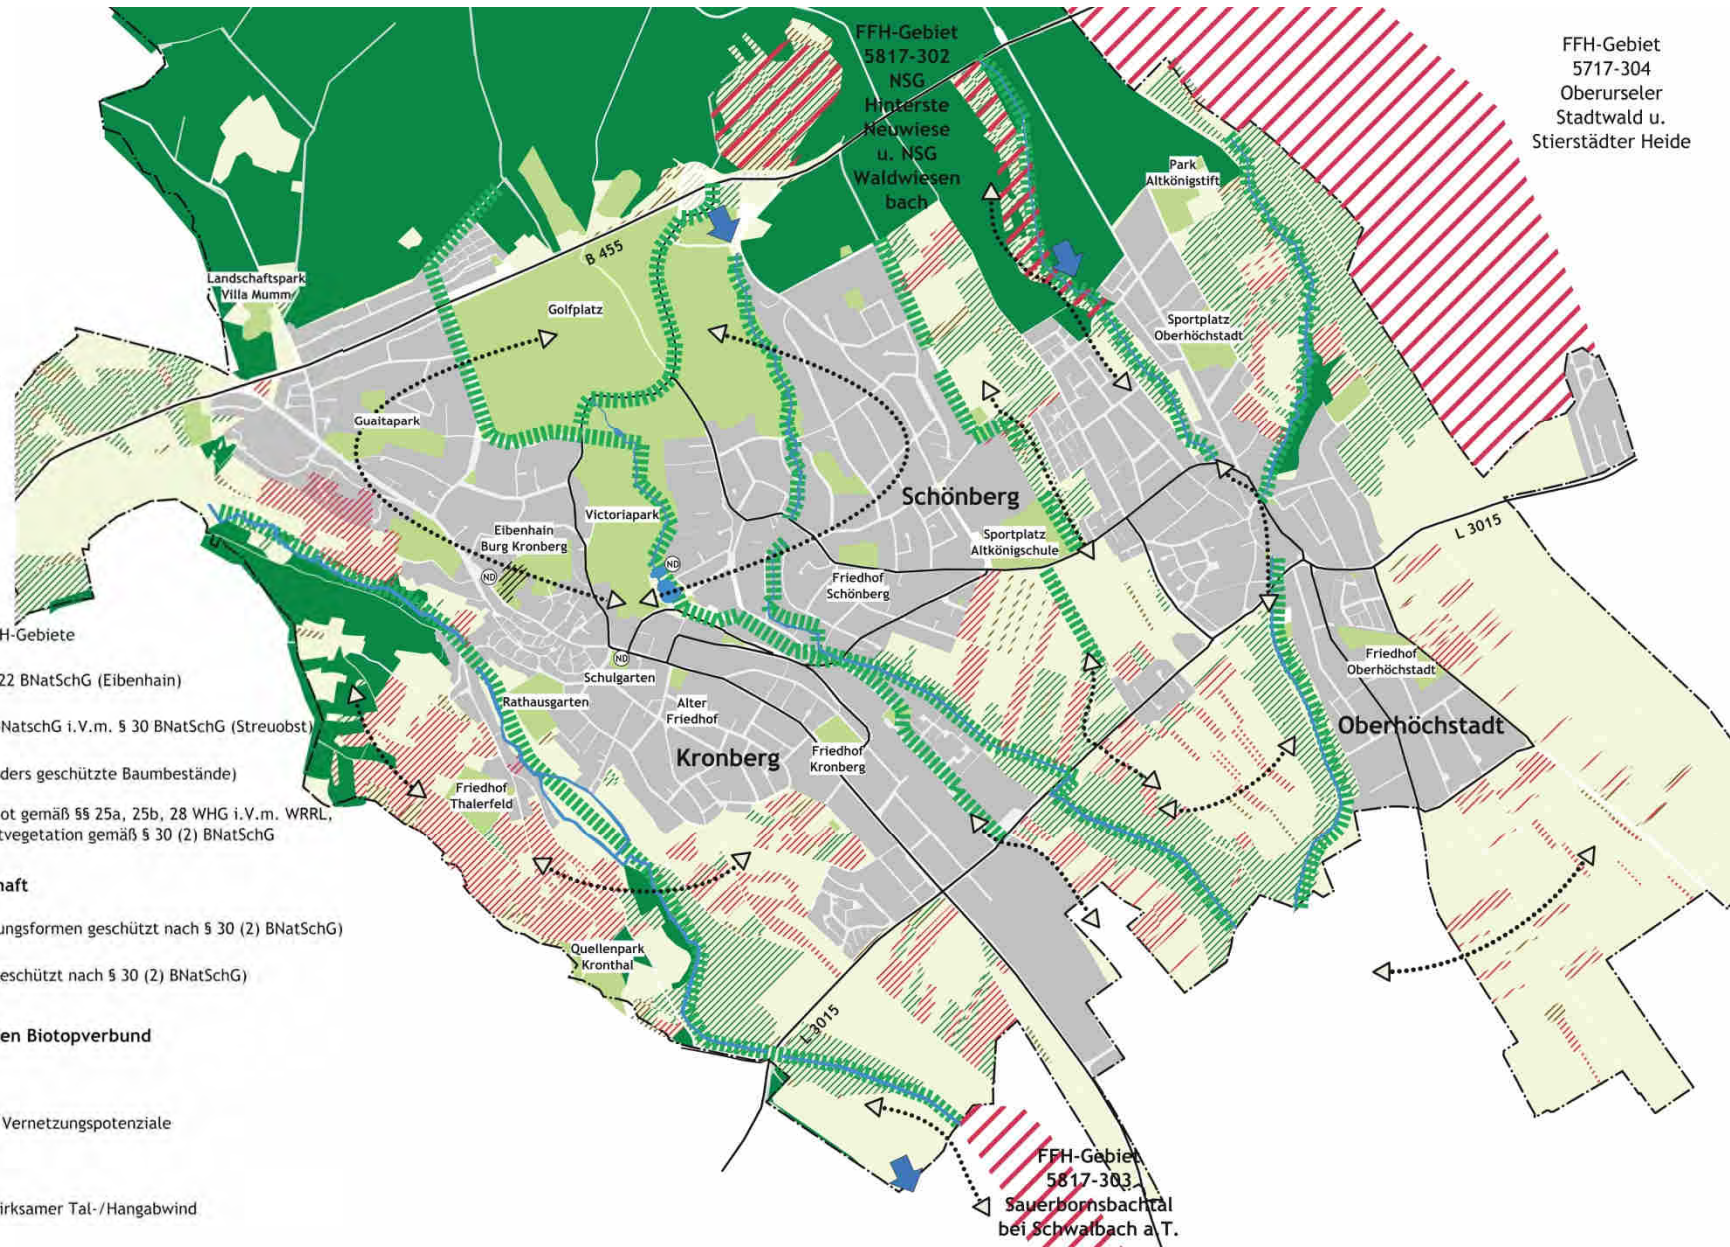 FFH-Gebiet
5817-302
NSG
Hinterste
Neuwiese
u. NSG
Waldwiesen
bach
FFH-Gebiet
5717-304
Oberurseler
Stadtwald u.
Stierstädter Heide
Park
Altkönigstift
B 455
Landschaftspark
Villa Mumm
Golfplatz
Sportplatz
Oberhöchstadt
Guaitapark
Schönberg
Victoriapark
Eibenhain
Burg Kronberg
Sportplatz
Altkönigschule
L 3015
ND
ND
Friedhof
Schönberg
ND
Schulgarten
Friedhof
Oberhöchstadt
Rathausgarten
Alter
Friedhof
Oberhöchstadt
Kronberg
Friedhof
Kronberg
Friedhof
Thalerfeld
Quellenpark
Kronthal
L 3015
FFH-Gebiet
5817-303
Sauerbornsbachtal
bei Schwalbach a.T.
H-Gebiete
22 BNatSchG (Eibenhain)
NatschG i.V.m. § 30 BNatSchG (Streuobst)
ders geschützte Baumbestände)
ot gemäß §§ 25a, 25b, 28 WHG i.V.m. WRRL,
tvegetation gemäß § 30 (2) BNatSchG
haft
ungsformen geschützt nach § 30 (2) BNatSchG)
eschützt nach § 30 (2) BNatSchG)
en Biotopverbund
Vernetzungspotenziale
irksamer Tal-/Hangabwind